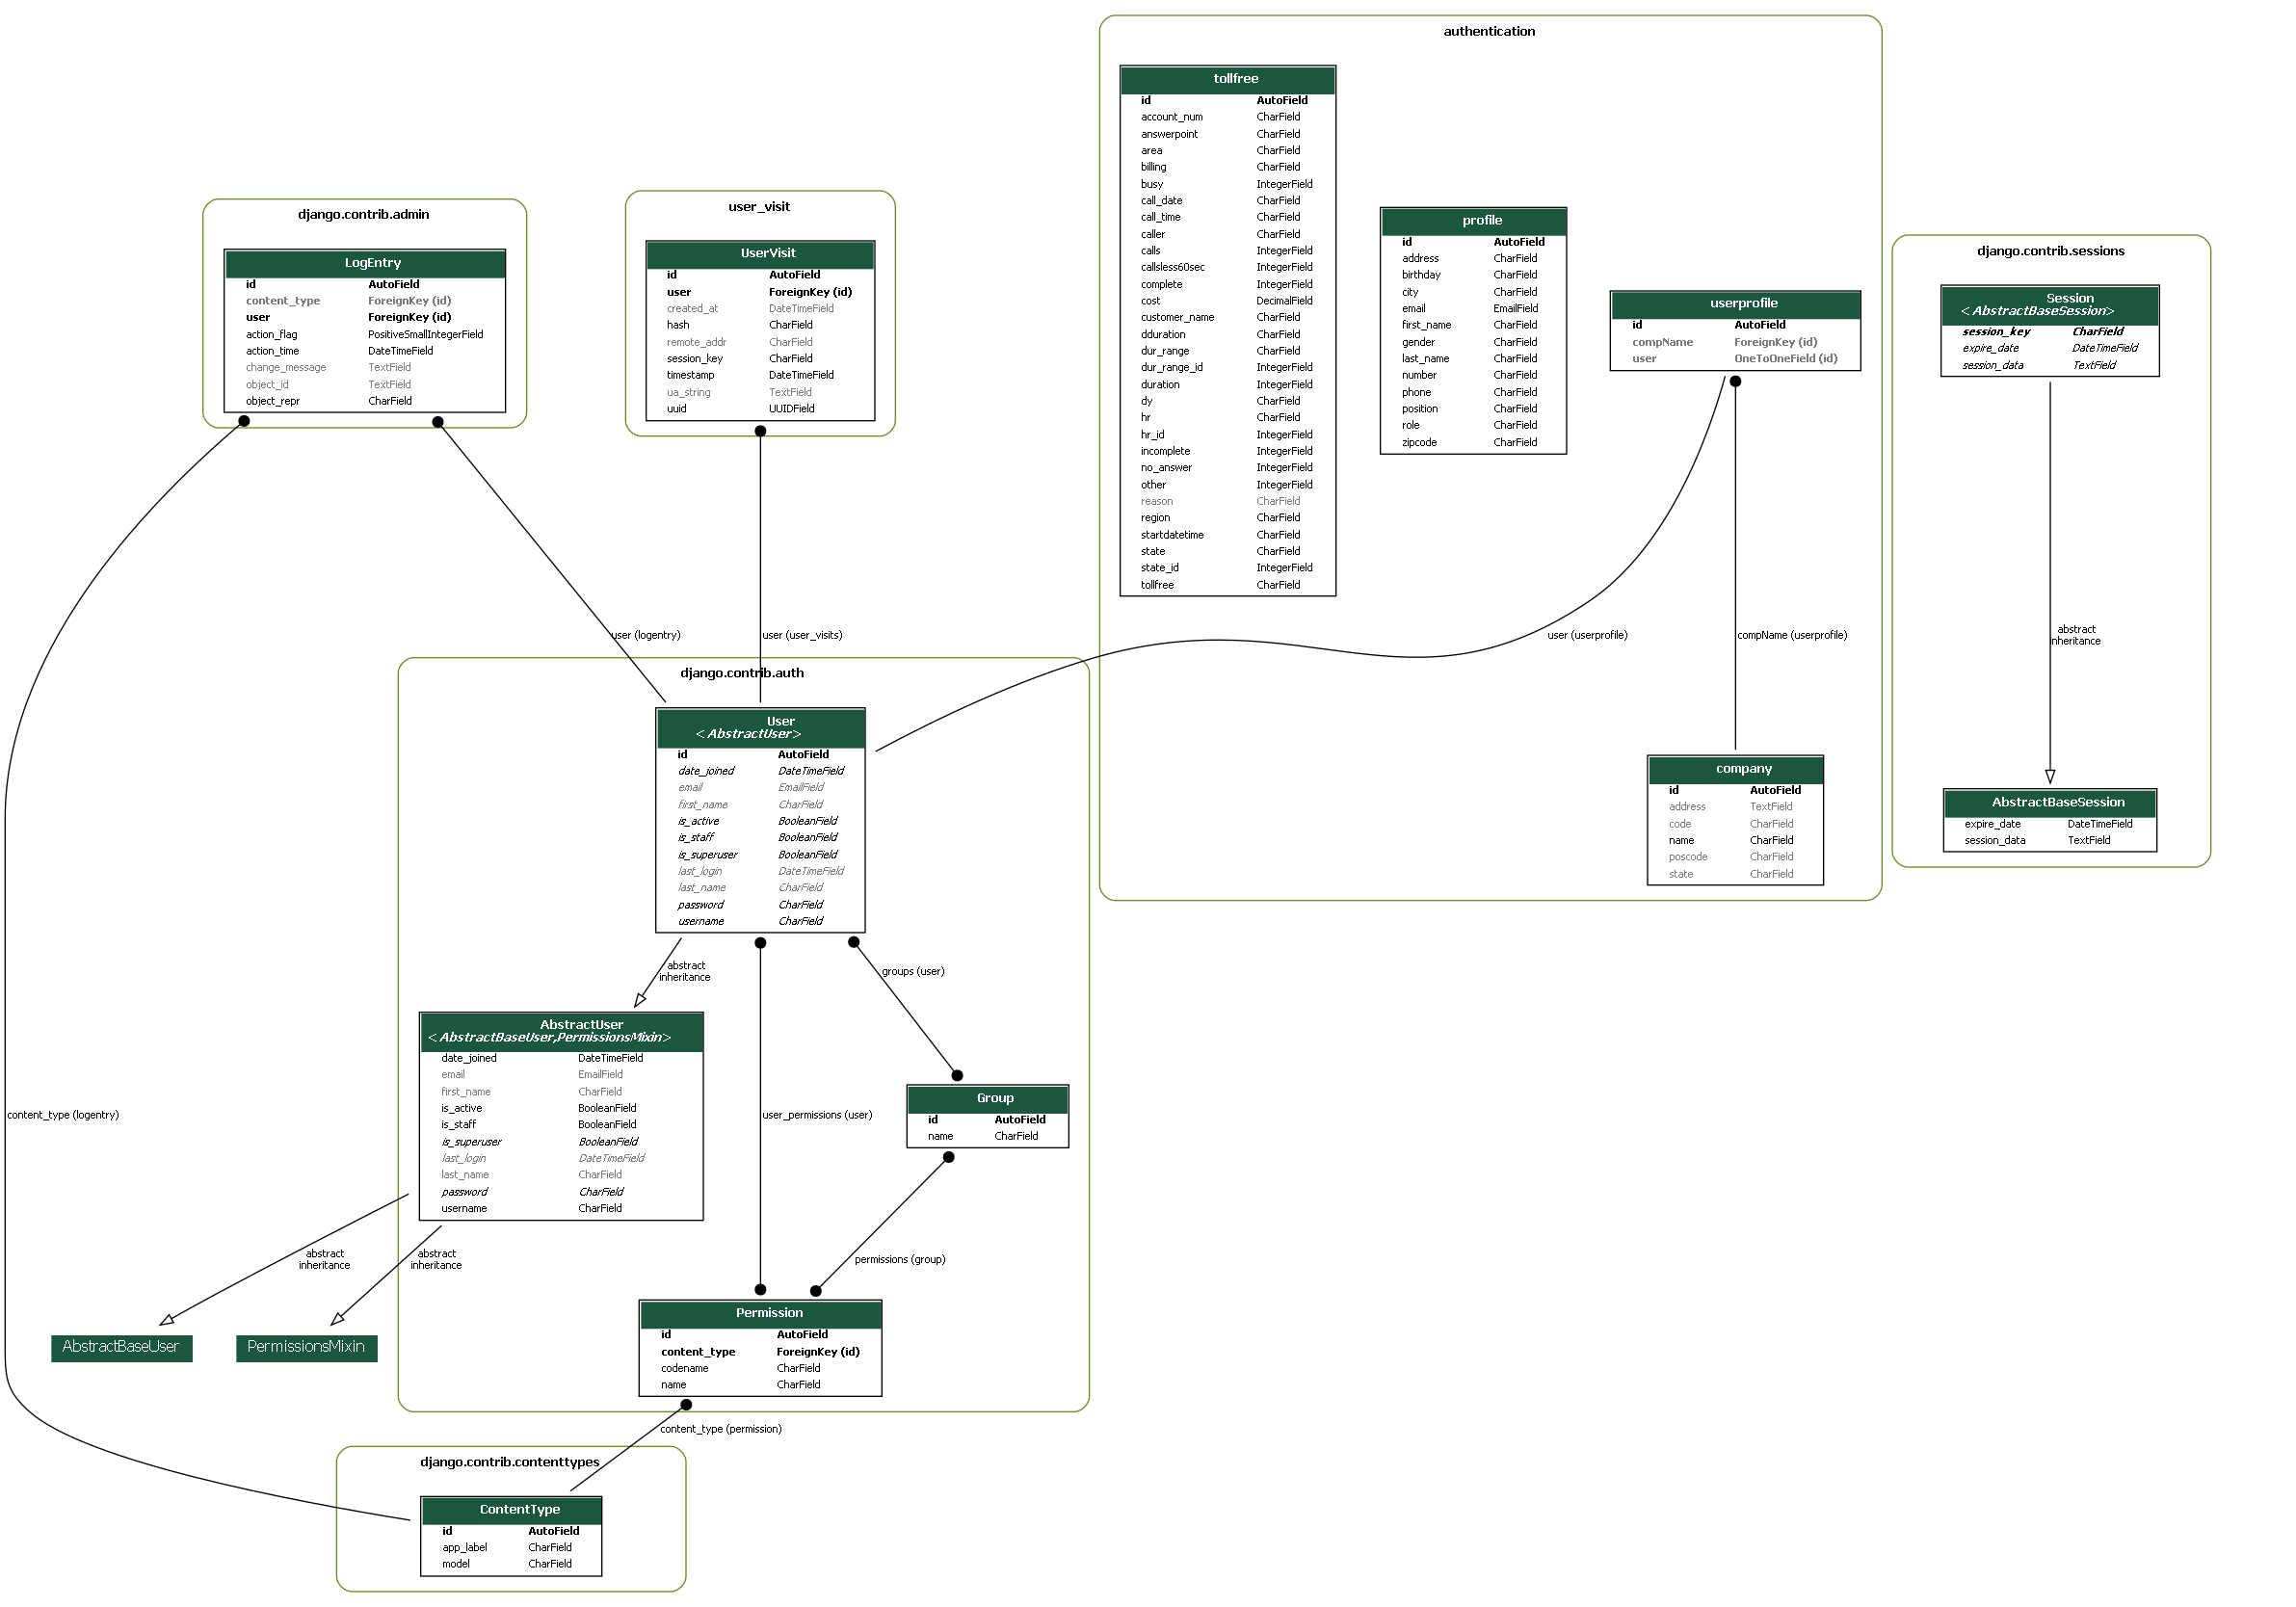 authentication
tollfree
id AutoField
account_num CharField
answerpoint CharField
area CharField
billing CharField
busy IntegerField
call_date CharField
call_time CharField
caller CharField
calls IntegerField
callsless60sec IntegerField
complete IntegerField
cost DecimalField
customer_name CharField
dduration CharField
dur_range CharField
dur_range_id IntegerField
duration IntegerField
dy CharField
hr CharField
hr_id IntegerField
incomplete IntegerField
no_answer IntegerField
other IntegerField
reason CharField
region CharField
startdatetime CharField
state CharField
state_id IntegerField
tollfree CharField
profile
id AutoField
address CharField
birthday CharField
city CharField
email EmailField
first_name CharField
gender CharField
last_name CharField
number CharField
phone CharField
position CharField
role CharField
zipcode CharField
userprofile
id AutoField
compName ForeignKey (id)
user OneToOneField (id)
user (userprofile)
compName (userprofile)
company
id AutoField
address TextField
code CharField
name CharField
poscode CharField
state CharField
django.contrib.admin
LogEntry
id AutoField
content_type ForeignKey (id)
user ForeignKey (id)
action_flag PositiveSmallIntegerField
action_time DateTimeField
change_message TextField
object_id TextField
object_repr CharField
user_visit
UserVisit
id AutoField
user ForeignKey (id)
created_at DateTimeField
hash CharField
remote_addr CharField
session_key CharField
timestamp DateTimeField
ua_string TextField
uuid UUIDField
django.contrib.sessions
Session
<AbstractBaseSession>
session_key CharField
expire_date DateTimeField
session_data TextField
abstract
inheritance
AbstractBaseSession
expire_date DateTimeField
session_data TextField
user (logentry)
user (user_visits)
django.contrib.auth
User
<AbstractUser>
id AutoField
date_joined DateTimeField
email EmailField
first_name CharField
is_active BooleanField
is_staff BooleanField
is_superuser BooleanField
last_login DateTimeField
last_name CharField
password CharField
username CharField
abstract
inheritance
groups (user)
AbstractUser
<AbstractBaseUser,PermissionsMixin>
date_joined DateTimeField
email EmailField
first_name CharField
is_active BooleanField
is_staff BooleanField
is_superuser BooleanField
last_login DateTimeField
last_name CharField
password CharField
username CharField
content_type (logentry)
user_permissions (user)
Group
id AutoField
name CharField
abstract
inheritance
abstract
inheritance
permissions (group)
AbstractBaseUser
PermissionsMixin
Permission
id AutoField
content_type ForeignKey (id)
codename CharField
name CharField
content_type (permission)
django.contrib.contenttypes
ContentType
id AutoField
app_label CharField
model CharField